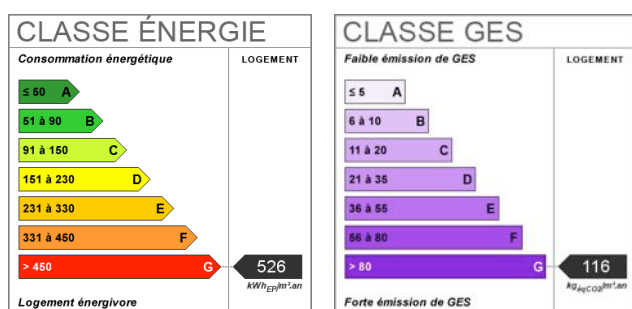 CLASSE ÉNERGIE
Consommation énergétique
LOGEMENT
≤ 50 A
51 à 90 B
91 à 150 C
151 à 230 D
231 à 330 E
331 à 450 F
> 450 G
526
kWhEP/m².an
Logement énergivore
CLASSE GES
Faible émission de GES
LOGEMENT
≤ 5 A
6 à 10 B
11 à 20 C
21 à 35 D
36 à 55 E
56 à 80 F
> 80 G
116
kgéqCO2/m².an
Forte émission de GES